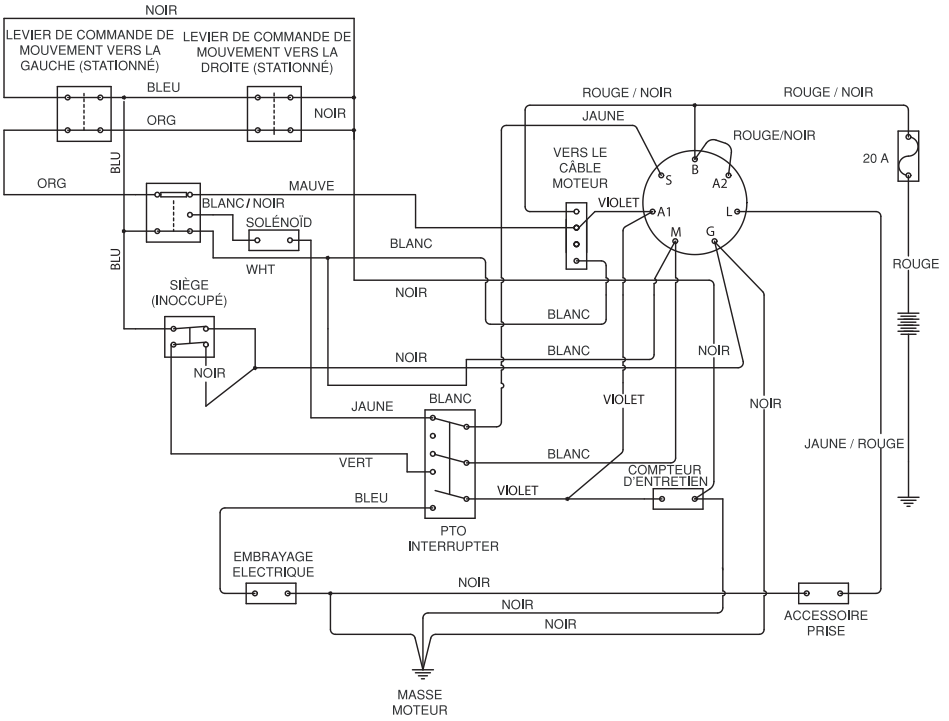 NOIR
LEVIER DE COMMANDE DE
MOUVEMENT VERS LA
GAUCHE (STATIONNÉ)
LEVIER DE COMMANDE DE
MOUVEMENT VERS LA
DROITE (STATIONNÉ)
BLEU
NOIR
ORG
BLU
ORG
MAUVE
BLANC / NOIR
SOLÉNOÏD
BLANC
WHT
BLU
NOIR
SIÈGE
(INOCCUPÉ)
NOIR
NOIR
ROUGE / NOIR
ROUGE / NOIR
JAUNE
ROUGE/NOIR
VERS LE
CÂBLE
MOTEUR
VIOLET
20 A
B
S
A2
A1
L
M
G
ROUGE
BLANC
BLANC
NOIR
VIOLET
NOIR
JAUNE
BLANC
VERT
BLANC
JAUNE / ROUGE
BLEU
VIOLET
COMPTEUR
D'ENTRETIEN
PTO
INTERRUPTER
EMBRAYAGE
ELECTRIQUE
NOIR
NOIR
NOIR
ACCESSOIRE
PRISE
MASSE
MOTEUR